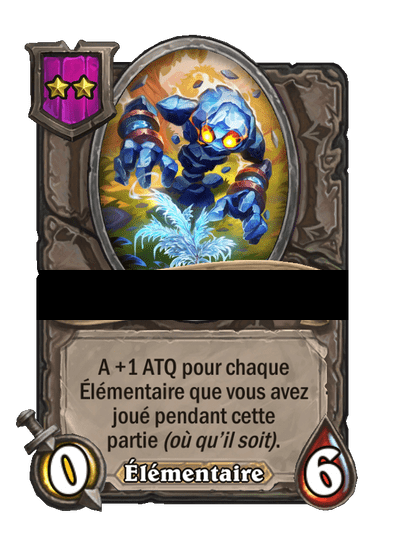 A +1 ATQ pour chaque
Élémentaire que vous avez
joué pendant cette
partie (où qu’il soit).
0
Élémentaire
6